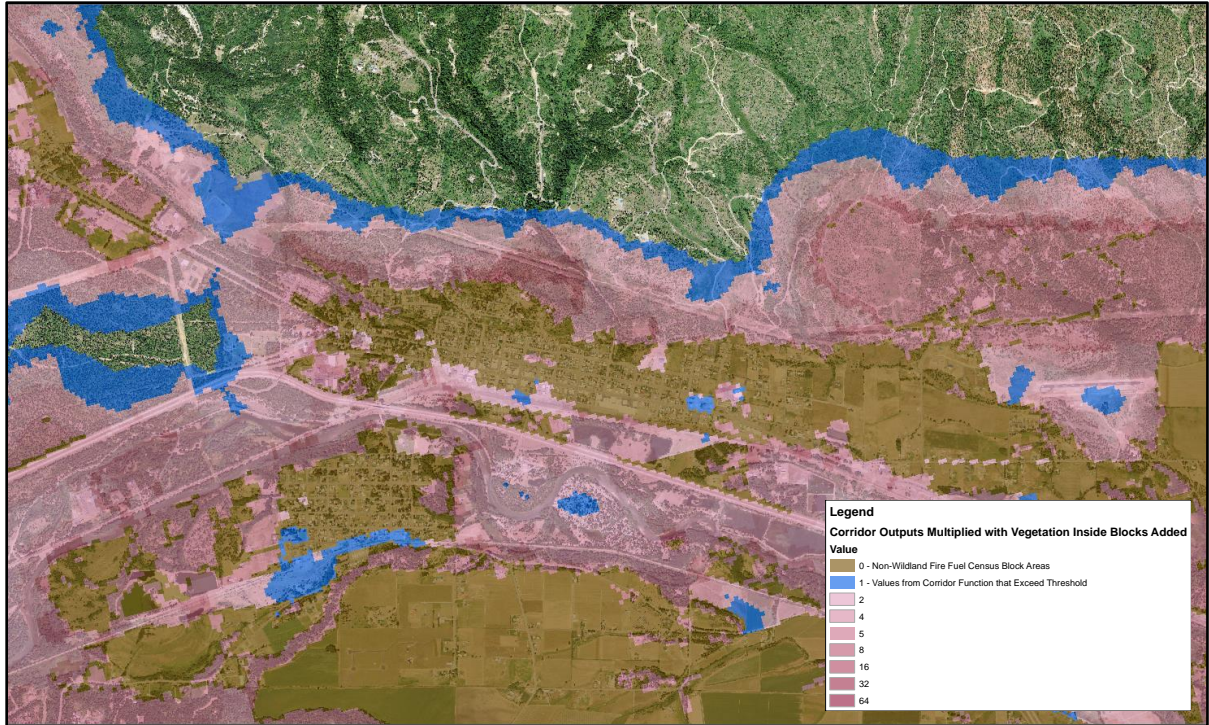 Legend
Corridor Outputs Multiplied with Vegetation Inside Blocks Added
Value
0 - Non-Wildland Fire Fuel Census Block Areas
1 - Values from Corridor Function that Exceed Threshold
2
4
5
8
16
32
64